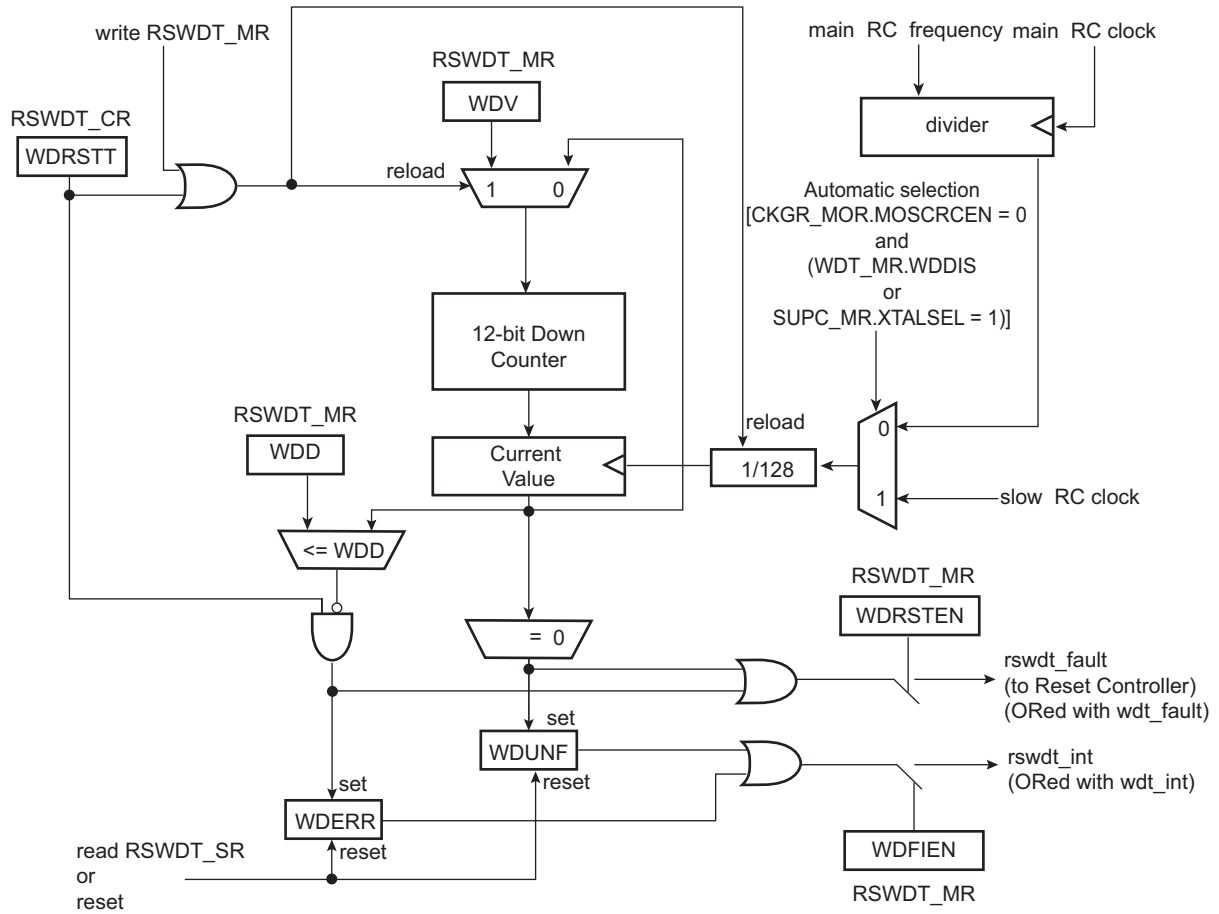 write RSWDT_MR
main RC frequency
main RC clock
RSWDT_MR
WDV
divider
RSWDT_CR
WDRSTT
reload
1 0
Automatic selection
[CKGR_MOR.MOSCRCEN = 0
and
(WDT_MR.WDDIS
or
SUPC_MR.XTALSEL = 1)]
12-bit Down
Counter
RSWDT_MR
WDD
reload
0
Current
Value
1/128
1
slow RC clock
<= WDD
RSWDT_MR
WDRSTEN
= 0
rswdt_fault
(to Reset Controller)
(ORed with wdt_fault)
set
WDUNF
reset
rswdt_int
(ORed with wdt_int)
set
WDERR
reset
WDFIEN
RSWDT_MR
read RSWDT_SR
or
reset